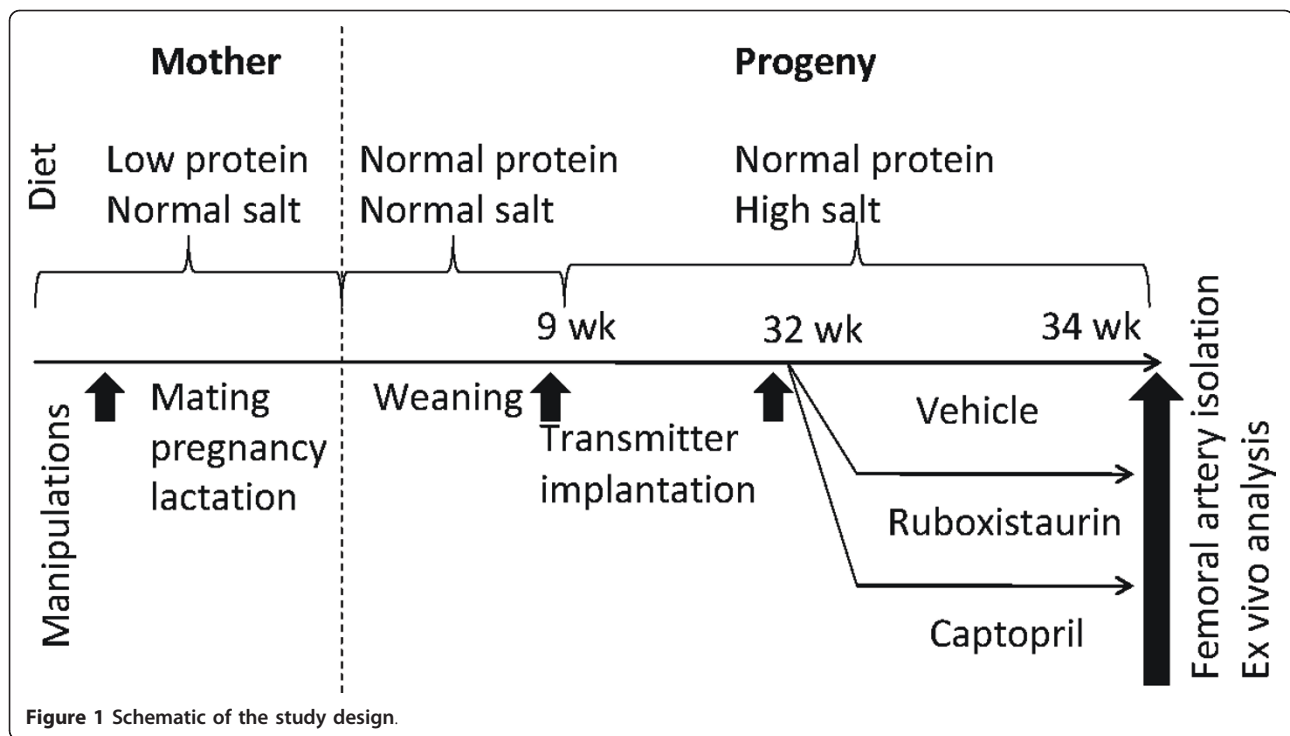 Mother
Progeny
Diet
Low protein
Normal salt
Normal protein
Normal salt
Normal protein
High salt
9 wk
32 wk
34 wk
Manipulations
Mating
pregnancy
lactation
Weaning
Transmitter
implantation
Vehicle
Ruboxistaurin
Captopril
Femoral artery isolation
Ex vivo analysis
Figure 1 Schematic of the study design.